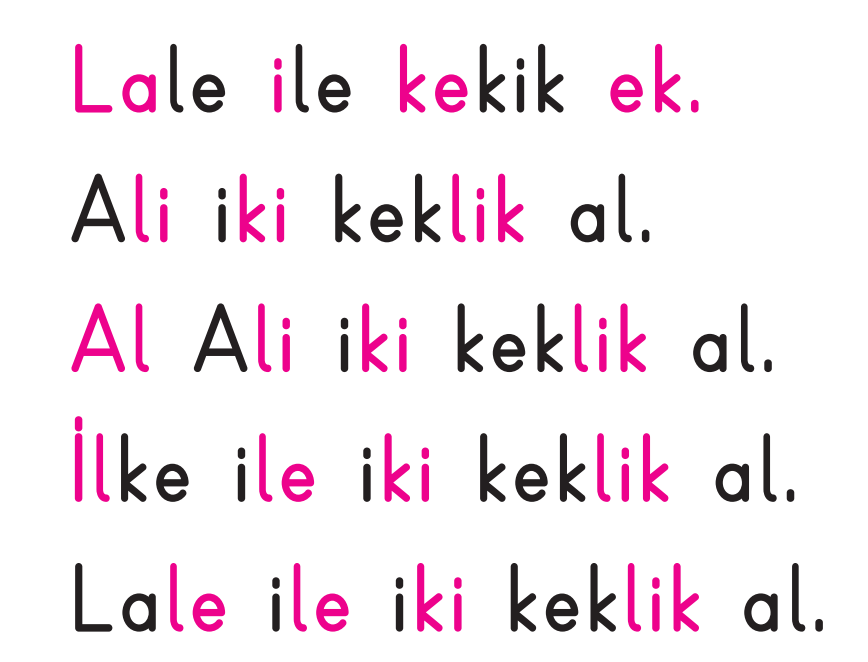 Lale ile kekik ek.
Ali iki keklik al.
Al Ali iki keklik al.
İlke ile iki keklik al.
Lale ile iki keklik al.